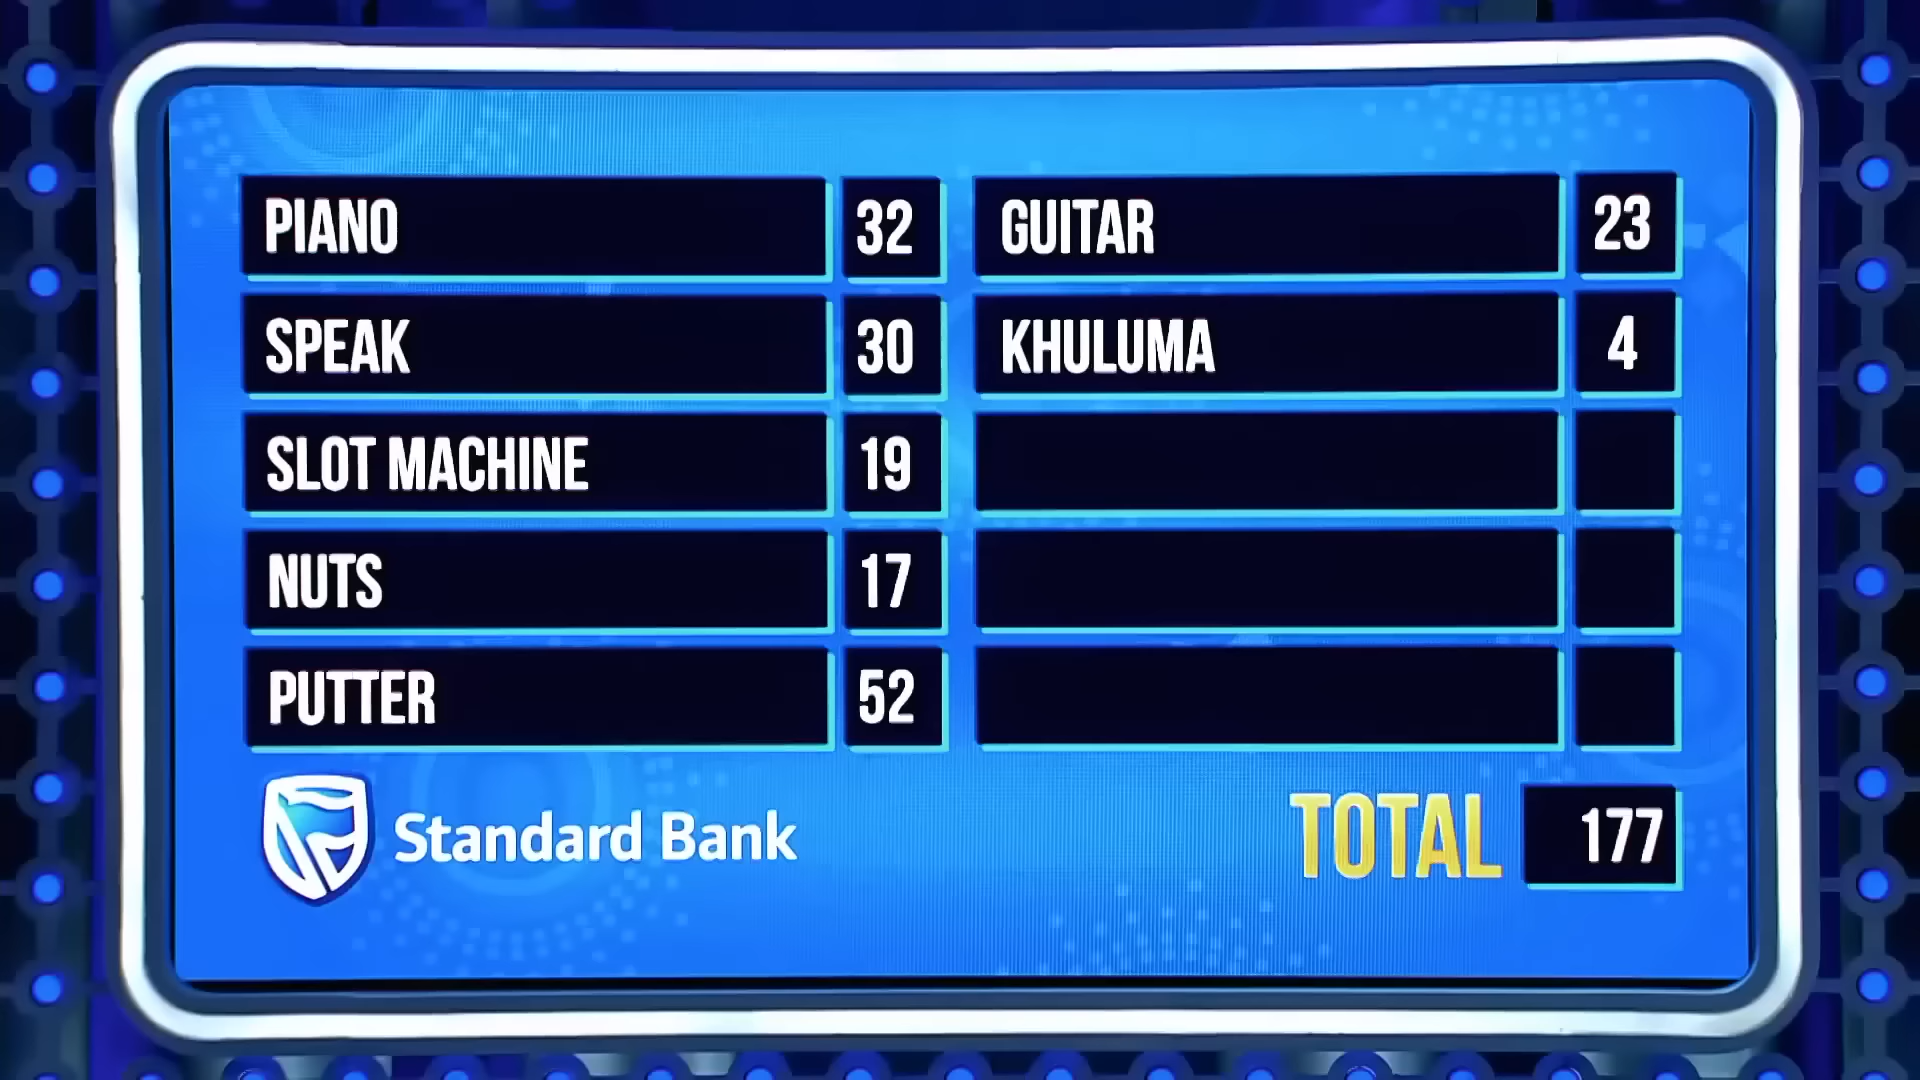 PIANO 32
SPEAK 30
SLOT MACHINE 19
NUTS 17
PUTTER 52
GUITAR 23
KHULUMA 4
Standard Bank
TOTAL 177